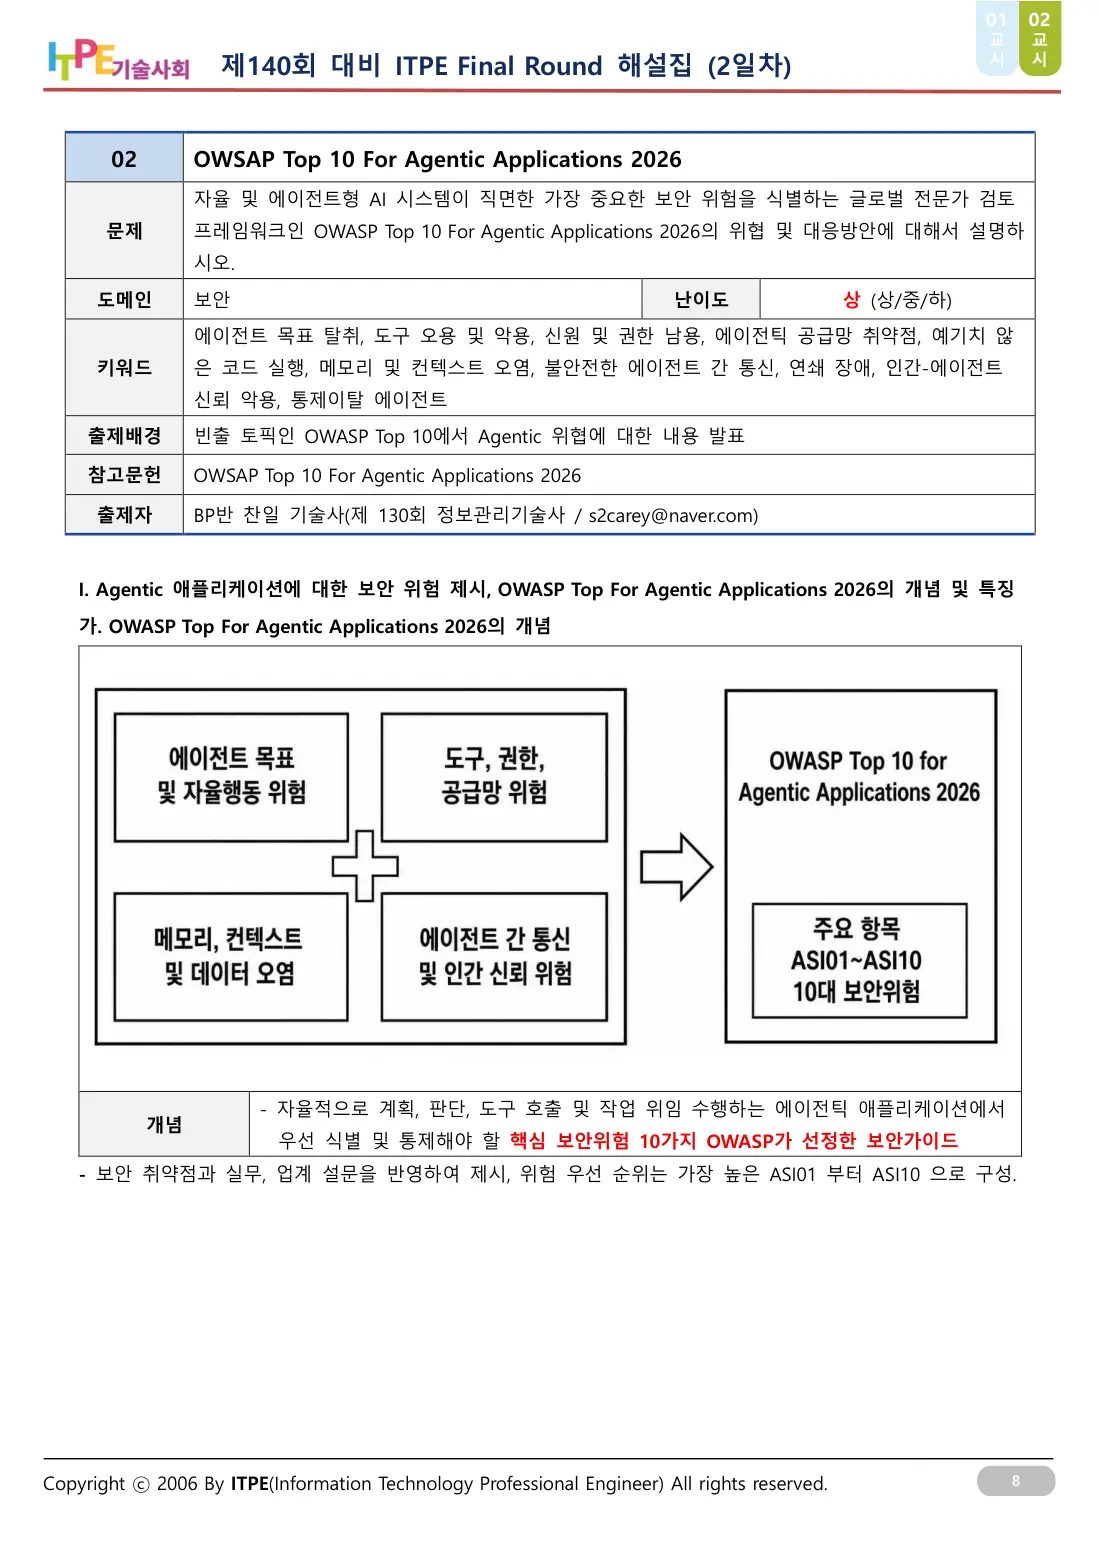 ITPE기술사회 제140회 대비 ITPE Final Round 해설집 (2일차)
01
교
시
02
교
시
02 OWSAP Top 10 For Agentic Applications 2026
문제
자율 및 에이전트형 AI 시스템이 직면한 가장 중요한 보안 위험을 식별하는 글로벌 전문가 검토
프레임워크인 OWASP Top 10 For Agentic Applications 2026의 위협 및 대응방안에 대해서 설명하
시오.
도메인 보안 난이도 상 (상/중/하)
키워드
에이전트 목표 탈취, 도구 오용 및 악용, 신원 및 권한 남용, 에이전틱 공급망 취약점, 예기치 않
은 코드 실행, 메모리 및 컨텍스트 오염, 불안전한 에이전트 간 통신, 연쇄 장애, 인간-에이전트
신뢰 악용, 통제이탈 에이전트
출제배경 빈출 토픽인 OWASP Top 10에서 Agentic 위협에 대한 내용 발표
참고문헌 OWSAP Top 10 For Agentic Applications 2026
출제자 BP반 찬일 기술사(제 130회 정보관리기술사 / s2carey@naver.com)
I. Agentic 애플리케이션에 대한 보안 위험 제시, OWASP Top For Agentic Applications 2026의 개념 및 특징
가. OWASP Top For Agentic Applications 2026의 개념
에이전트 목표
및 자율행동 위험
도구, 권한,
공급망 위험
메모리, 컨텍스트
및 데이터 오염
에이전트 간 통신
및 인간 신뢰 위험
OWASP Top 10 for
Agentic Applications 2026
주요 항목
ASI01~ASI10
10대 보안위험
개념
- 자율적으로 계획, 판단, 도구 호출 및 작업 위임 수행하는 에이전틱 애플리케이션에서
우선 식별 및 통제해야 할 핵심 보안위험 10가지 OWASP가 선정한 보안가이드
- 보안 취약점과 실무, 업계 설문을 반영하여 제시, 위험 우선 순위는 가장 높은 ASI01 부터 ASI10 으로 구성.
Copyright ⓒ 2006 By ITPE(Information Technology Professional Engineer) All rights reserved.
8